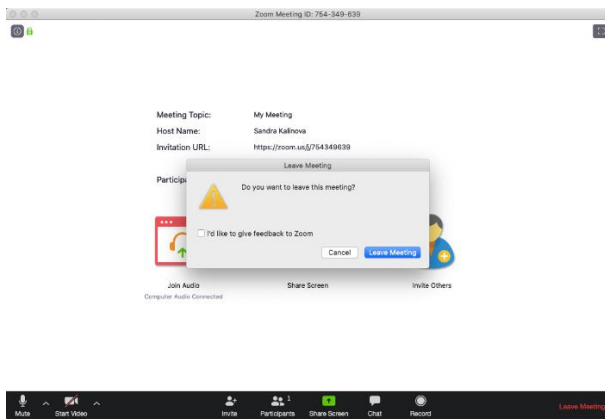 Zoom Meeting ID: 754-349-639
Meeting Topic: My Meeting
Host Name: Sandra Kalinova
Invitation URL: https://zoom.us/j/754349639
Leave Meeting
Do you want to leave this meeting?
I'd like to give feedback to Zoom
Cancel Leave Meeting
Join Audio Share Screen Invite Others
Computer Audio Connected
1
Mute Start Video Invite Participants Share Screen Chat Record Leave Meeting